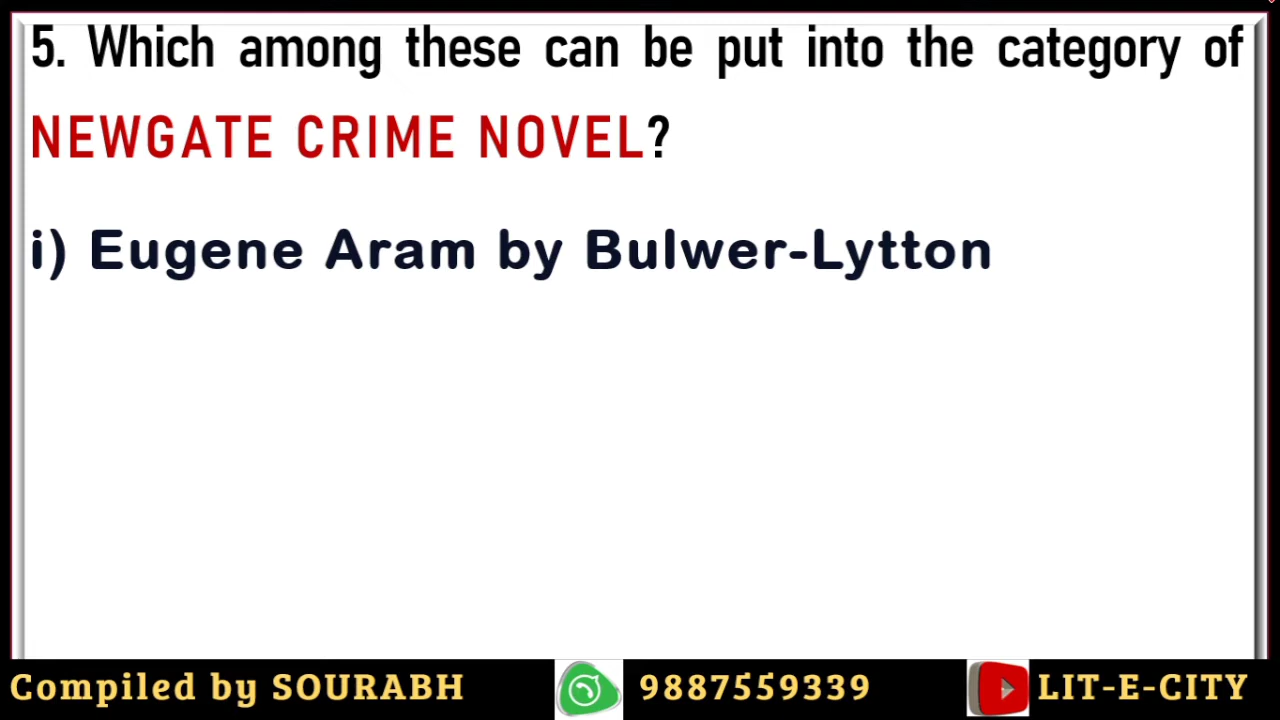 5. Which among these can be put into the category of
NEWGATE CRIME NOVEL?
i) Eugene Aram by Bulwer-Lytton
Compiled by SOURABH 9887559339 LIT-E-CITY